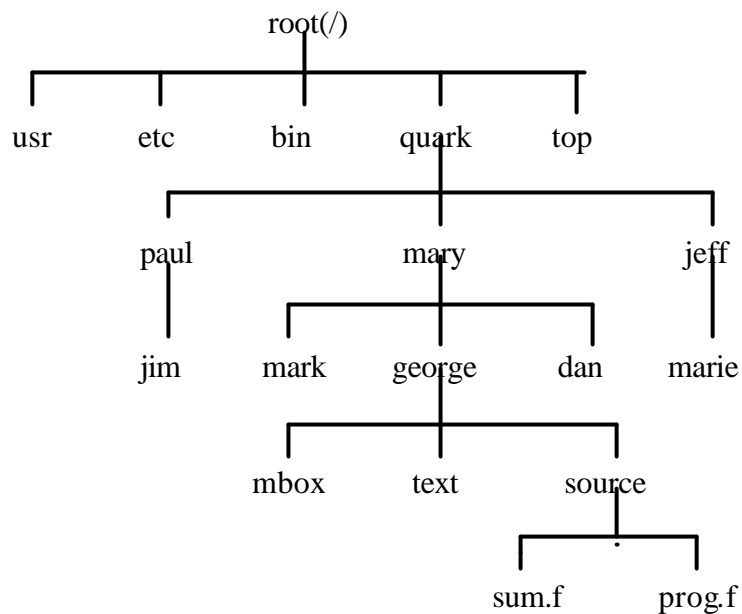 root(/)
usr etc bin quark top
paul mary jeff
jim mark george dan marie
mbox text source
sum.f prog.f